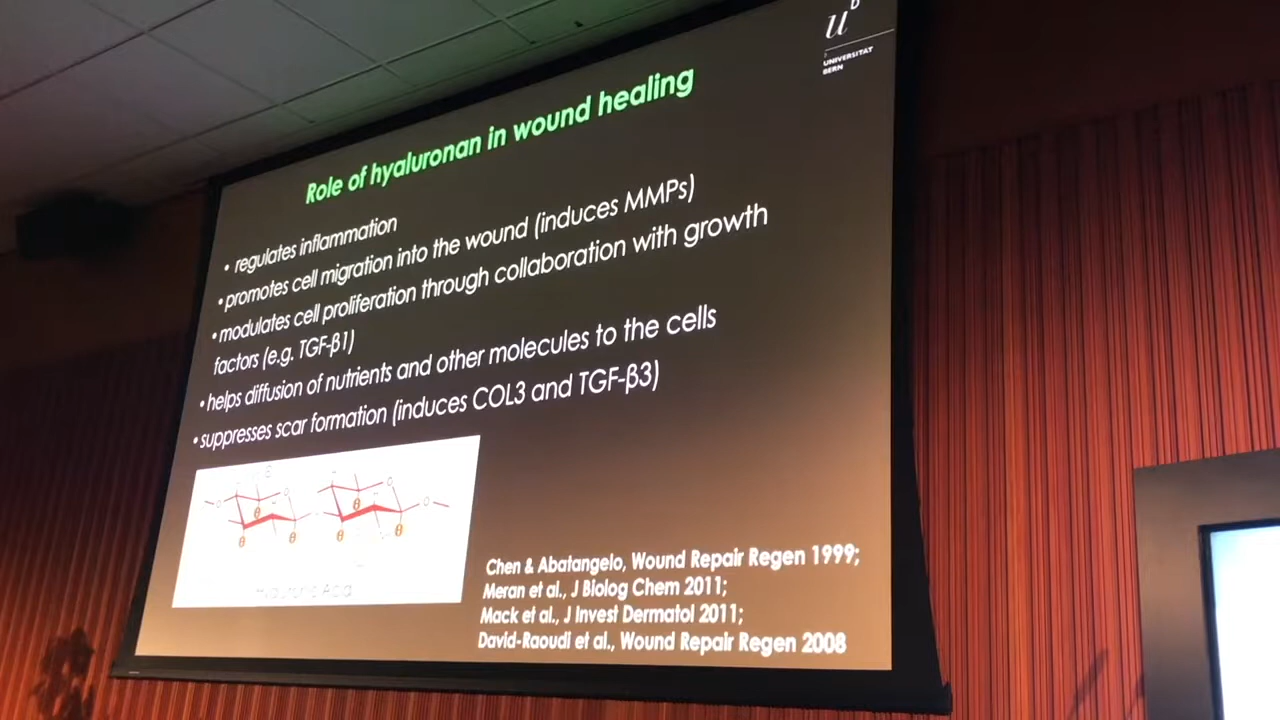 u
b
UNIVERSITAT
BERN
Role of hyaluronan in wound healing
• regulates inflammation
• promotes cell migration into the wound (induces MMPs)
• modulates cell proliferation through collaboration with growth
factors (e.g. TGF-β1)
• helps diffusion of nutrients and other molecules to the cells
• suppresses scar formation (induces COL3 and TGF-β3)
Hyaluronic Acid
Chen & Abatangelo, Wound Repair Regen 1999;
Meran et al., J Biolog Chem 2011;
Mack et al., J Invest Dermatol 2011;
David-Raoudi et al., Wound Repair Regen 2008